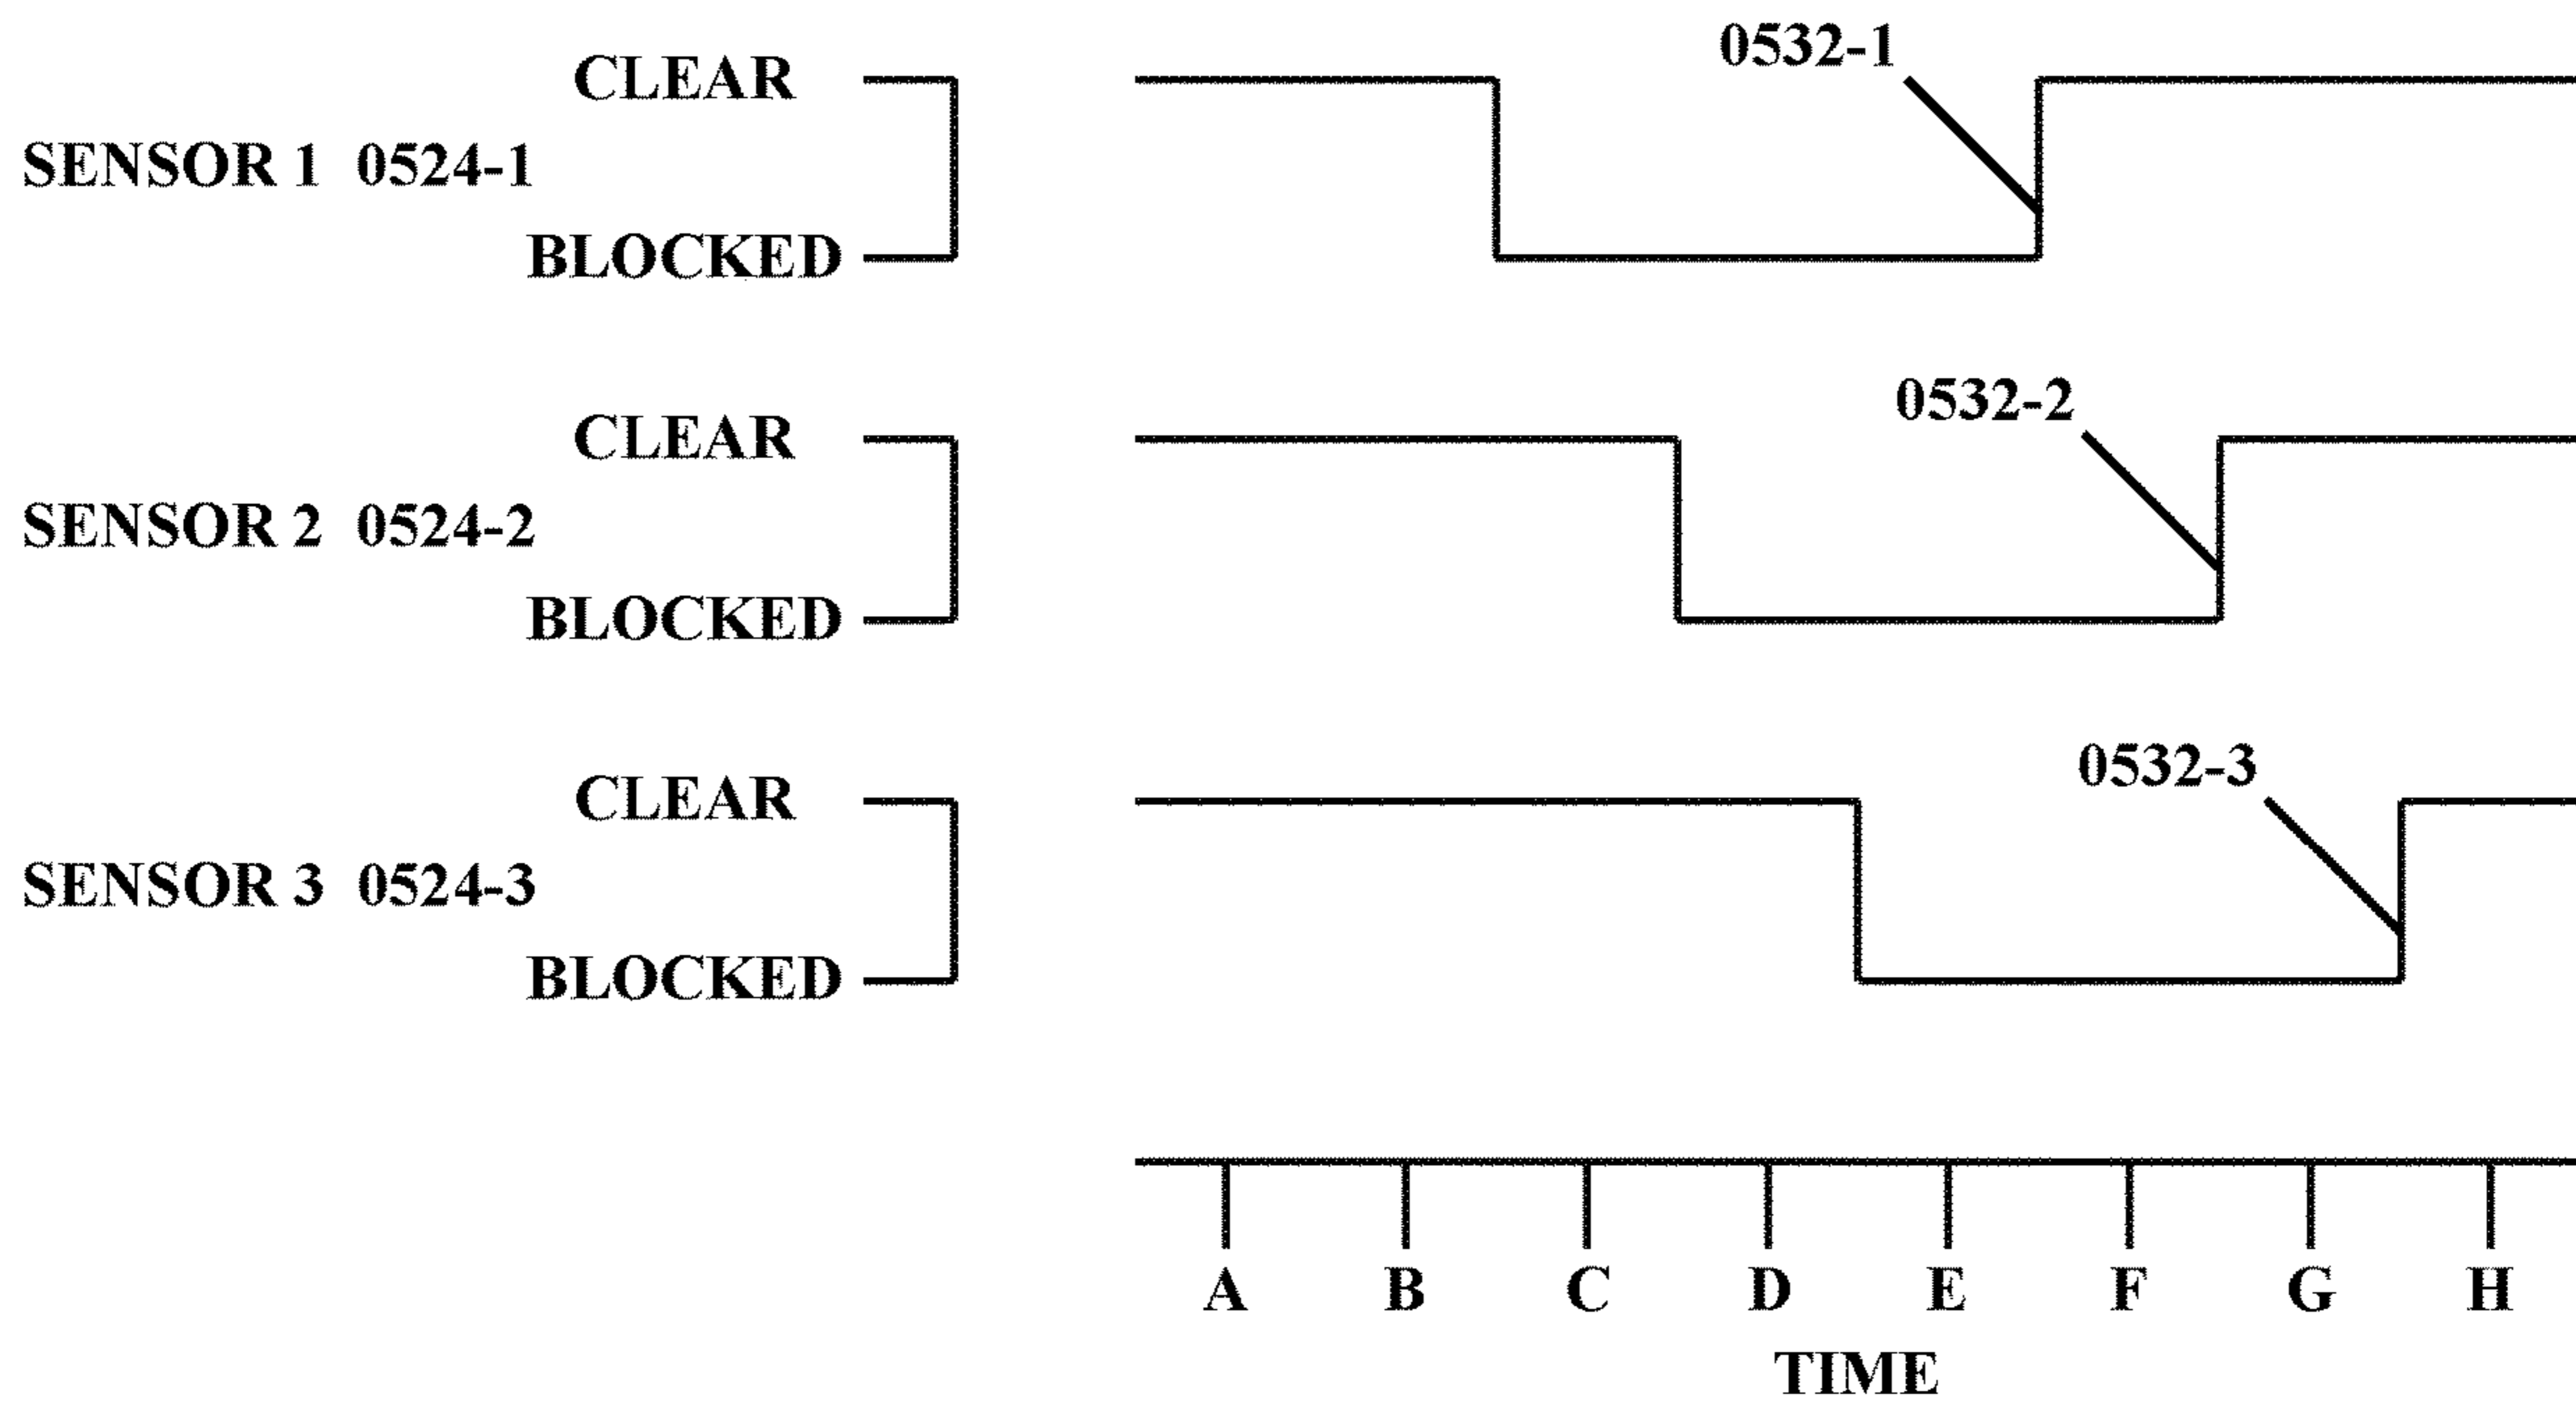 0532-1
CLEAR
SENSOR 1 0524-1
BLOCKED
0532-2
CLEAR
SENSOR 2 0524-2
BLOCKED
0532-3
CLEAR
SENSOR 3 0524-3
BLOCKED
A B C D E F G H
TIME